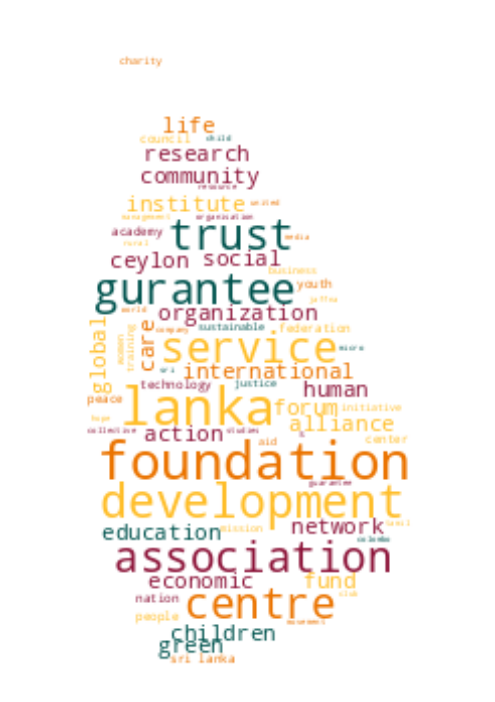 charity
life
council child
research
community
resource
institute united
management organisation
academy trust media
rural
ceylon social
business
gurantee youth
jaffna
world organization
global women training care company sustainable federation
service micro
sri international
technology justice human
peace lanka forum initiative
hope alliance
collective action studies center
aid
foundation
guarantee
development
education mission network tamil
colombo
association
economic fund
nation centre club
people movement
children
green
sri lanka